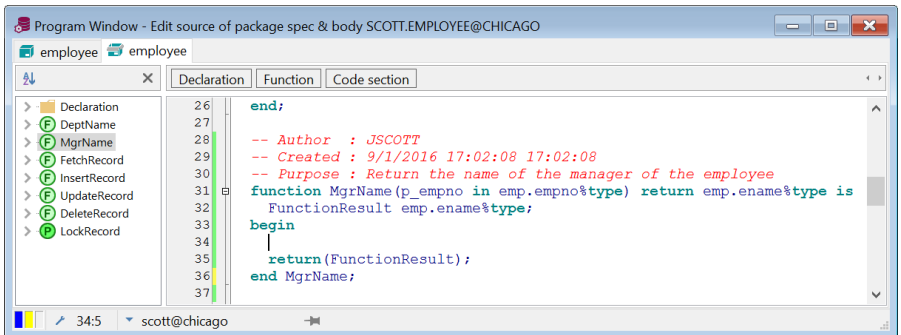 Program Window - Edit source of package spec & body SCOTT.EMPLOYEE@CHICAGO
employee employee
Declaration Function Code section
Declaration
F DeptName
F MgrName
F FetchRecord
F InsertRecord
F UpdateRecord
F DeleteRecord
P LockRecord
26 end;
27
28 -- Author : JSCOTT
29 -- Created : 9/1/2016 17:02:08 17:02:08
30 -- Purpose : Return the name of the manager of the employee
31 function MgrName(p_empno in emp.empno%type) return emp.ename%type is
32 FunctionResult emp.ename%type;
33 begin
34
35 return(FunctionResult);
36 end MgrName;
37
34:5 scott@chicago